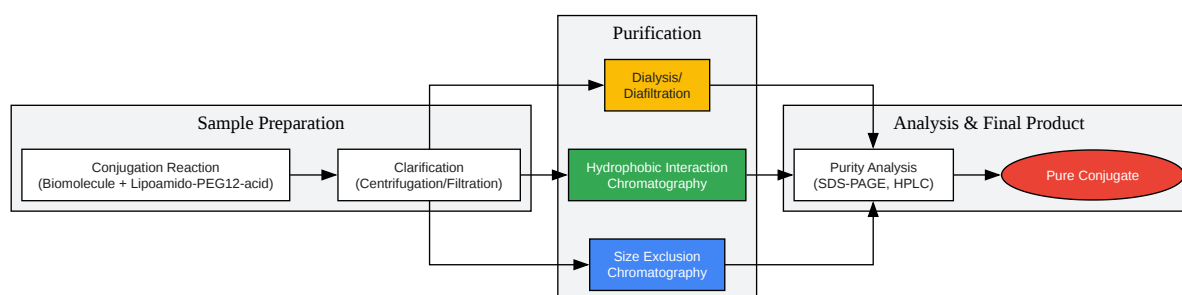 Sample Preparation
Conjugation Reaction
(Biomolecule + Lipoamido-PEG12-acid)
Clarification
(Centrifugation/Filtration)
Purification
Dialysis/
Diafiltration
Hydrophobic Interaction
Chromatography
Size Exclusion
Chromatography
Analysis & Final Product
Purity Analysis
(SDS-PAGE, HPLC)
Pure Conjugate